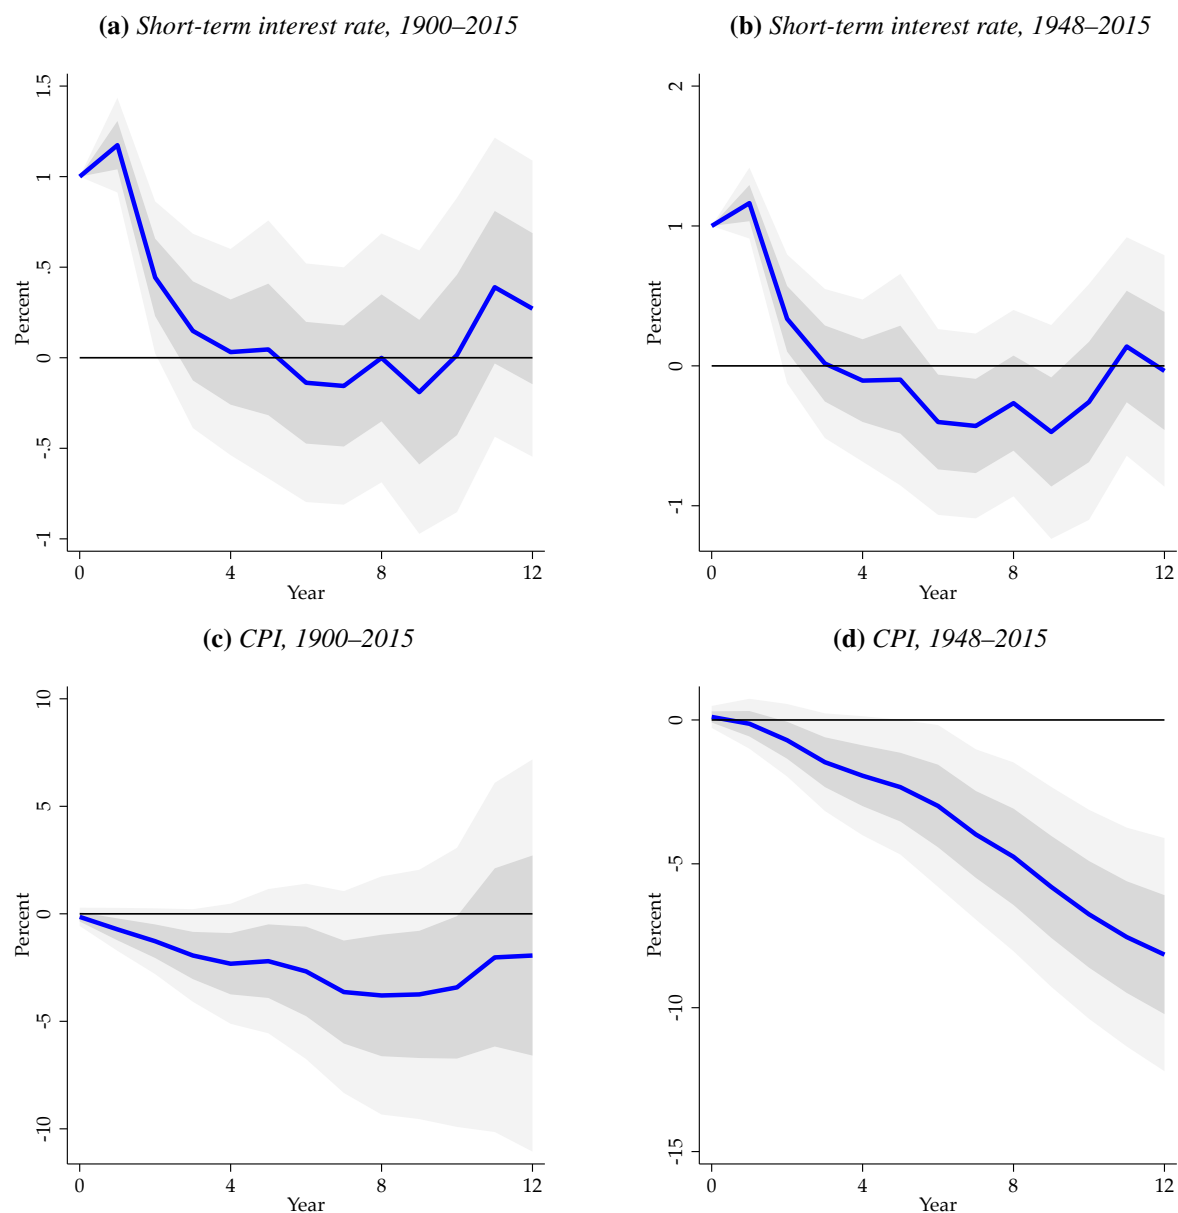 (a) Short-term interest rate, 1900–2015
1.5
1
.5
0
-.5
-1
Percent
0 4 8 12
Year
(b) Short-term interest rate, 1948–2015
2
1
0
-1
Percent
0 4 8 12
Year
(c) CPI, 1900–2015
10
5
0
-5
-10
Percent
0 4 8 12
Year
(d) CPI, 1948–2015
0
-5
-10
-15
Percent
0 4 8 12
Year